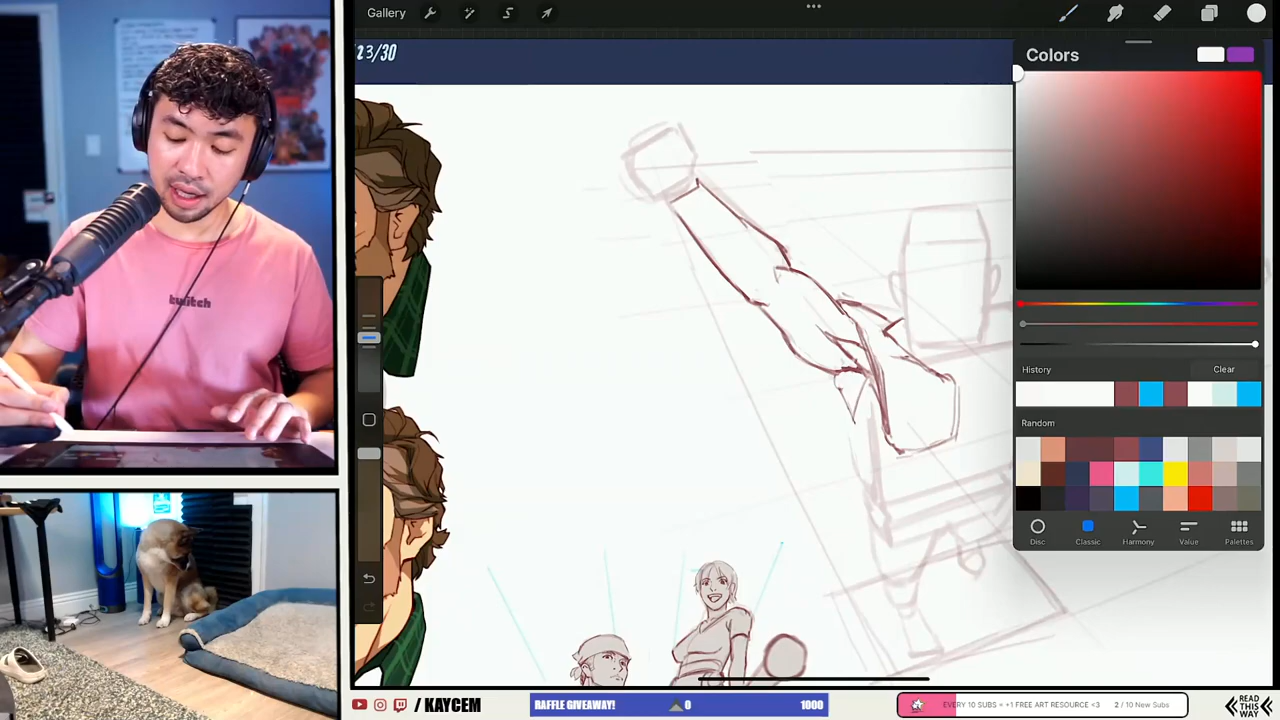 Gallery
23/30
Colors
History
Clear
Random
Disc
Classic
Harmony
Value
Palettes
twitch
/ KAYCEM
RAFFLE GIVEAWAY!
0
1000
EVERY 10 SUBS = +1 FREE ART RESOURCE <3
2 / 10 New Subs
READ
THIS
WAY